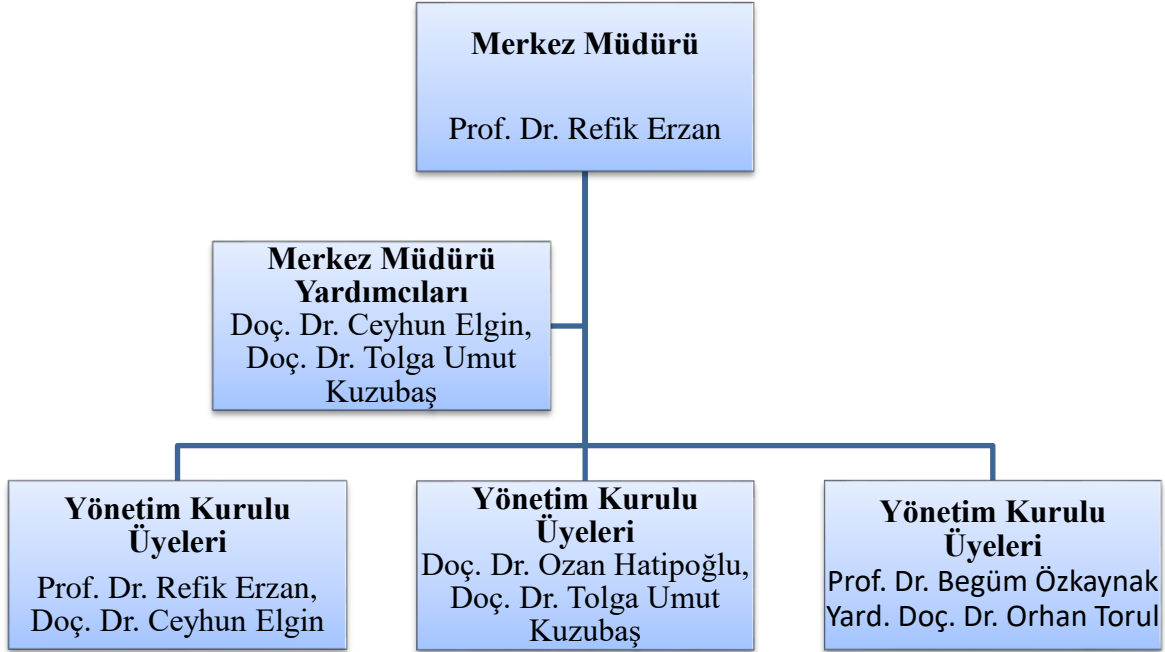 Merkez Müdürü
Prof. Dr. Refik Erzan
Merkez Müdürü
Yardımcıları
Doç. Dr. Ceyhun Elgin,
Doç. Dr. Tolga Umut
Kuzubaş
Yönetim Kurulu
Üyeleri
Prof. Dr. Refik Erzan,
Doç. Dr. Ceyhun Elgin
Yönetim Kurulu
Üyeleri
Doç. Dr. Ozan Hatipoğlu,
Doç. Dr. Tolga Umut
Kuzubaş
Yönetim Kurulu
Üyeleri
Prof. Dr. Begüm Özkaynak
Yard. Doç. Dr. Orhan Torul